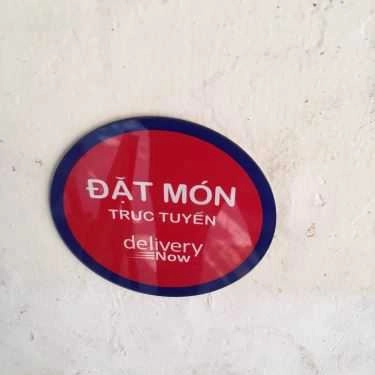 ĐẶT MÓN
TRỰC TUYẾN
delivery
Now